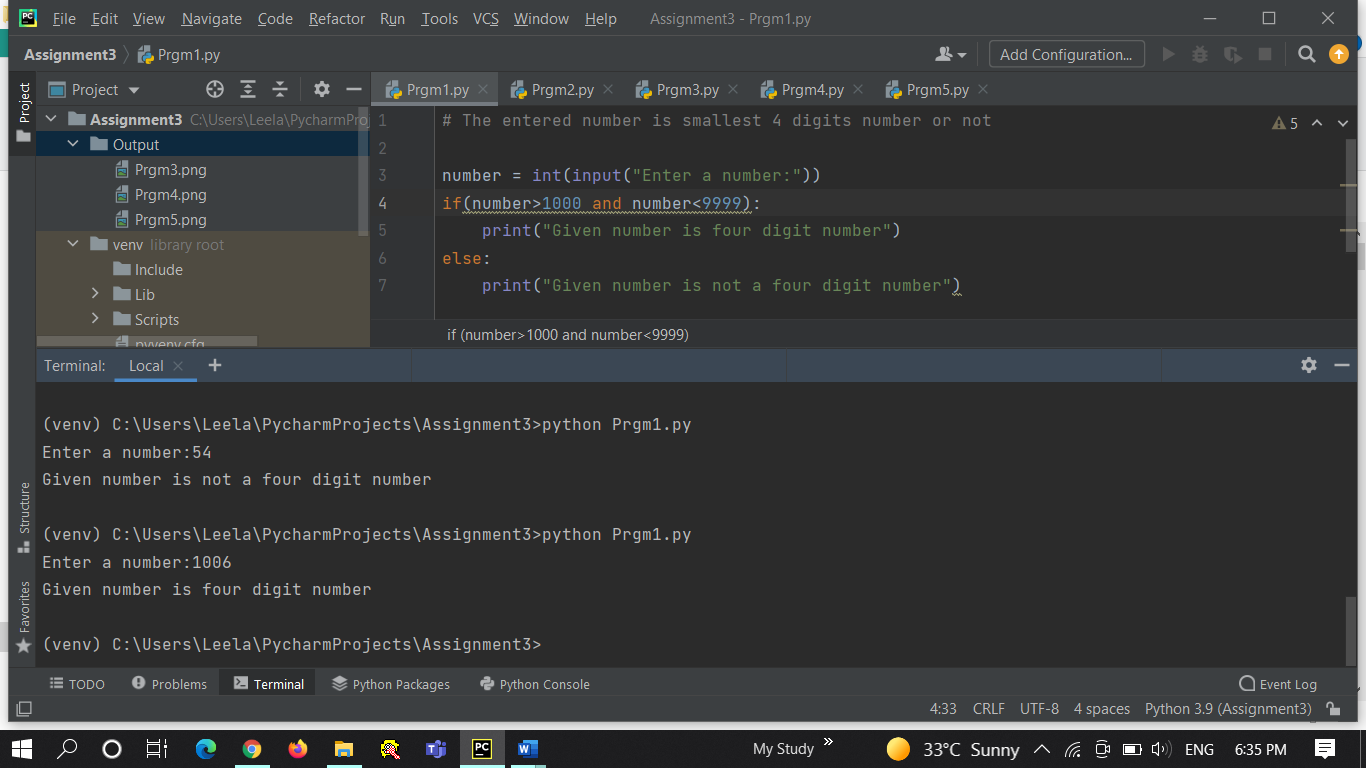 PC File Edit View Navigate Code Refactor Run Tools VCS Window Help Assignment3 - Prgm1.py
Assignment3 Prgm1.py Add Configuration...
Project
Project Prgm1.py Prgm2.py Prgm3.py Prgm4.py Prgm5.py
Assignment3 C:\Users\Leela\PycharmProj
Output
Prgm3.png
Prgm4.png
Prgm5.png
venv library root
Include
Lib
Scripts
pyvenv.cfg
1 # The entered number is smallest 4 digits number or not
5
2
3 number = int(input("Enter a number:"))
4 if(number>1000 and number<9999):
5 print("Given number is four digit number")
6 else:
7 print("Given number is not a four digit number")
if (number>1000 and number<9999)
Terminal: Local
(venv) C:\Users\Leela\PycharmProjects\Assignment3>python Prgm1.py
Enter a number:54
Given number is not a four digit number
(venv) C:\Users\Leela\PycharmProjects\Assignment3>python Prgm1.py
Enter a number:1006
Given number is four digit number
(venv) C:\Users\Leela\PycharmProjects\Assignment3>
Structure
Favorites
TODO Problems Terminal Python Packages Python Console Event Log
4:33 CRLF UTF-8 4 spaces Python 3.9 (Assignment3)
PC W My Study 33°C Sunny ENG 6:35 PM